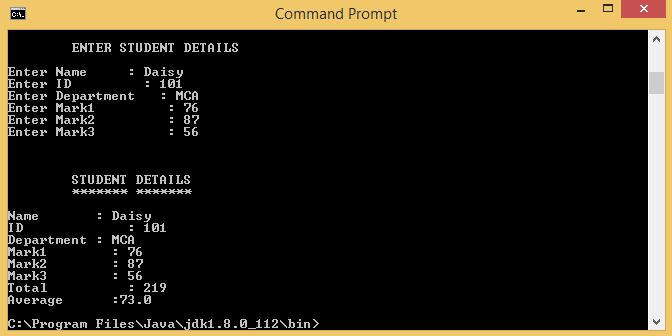 Command Prompt
ENTER STUDENT DETAILS
Enter Name : Daisy
Enter ID : 101
Enter Department : MCA
Enter Mark1 : 76
Enter Mark2 : 87
Enter Mark3 : 56
STUDENT DETAILS
******* *******
Name : Daisy
ID : 101
Department : MCA
Mark1 : 76
Mark2 : 87
Mark3 : 56
Total : 219
Average :73.0
C:\Program Files\Java\jdk1.8.0_112\bin>